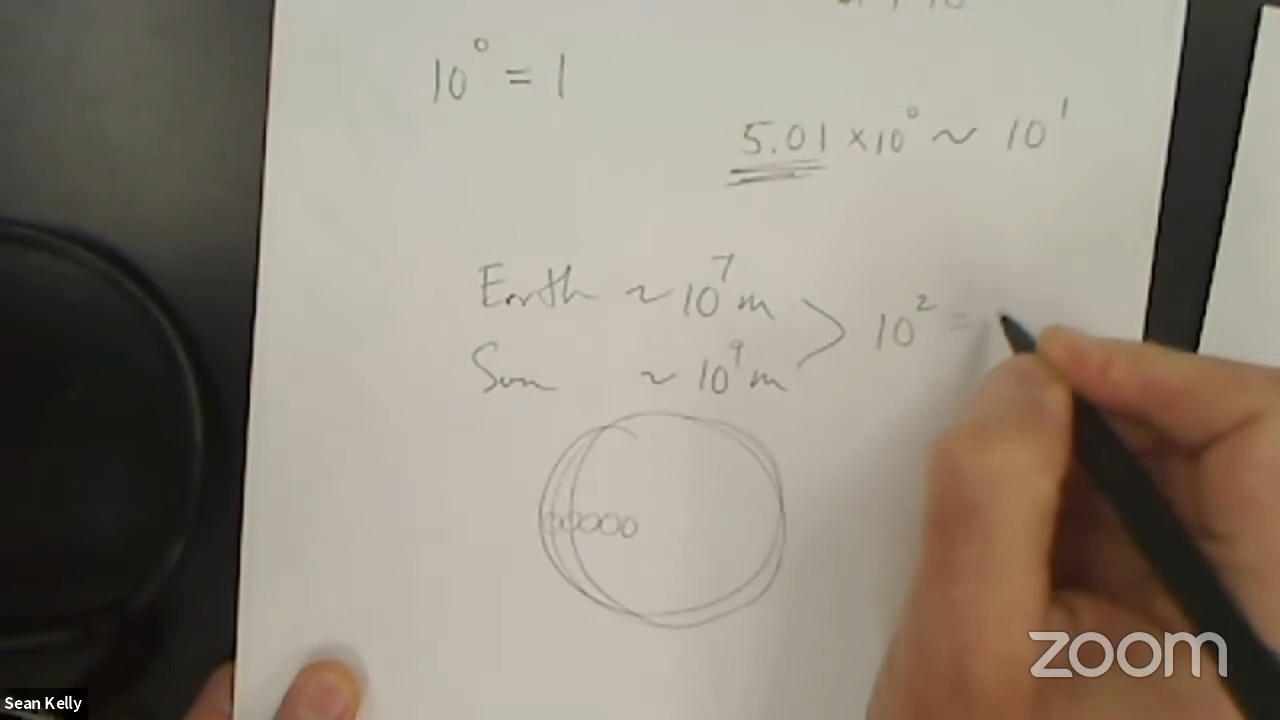 10⁰ = 1
5.01 × 10⁰ ~ 10¹
Earth ~ 10⁷ m
10² =
Sun ~ 10⁹ m
zoom
Sean Kelly